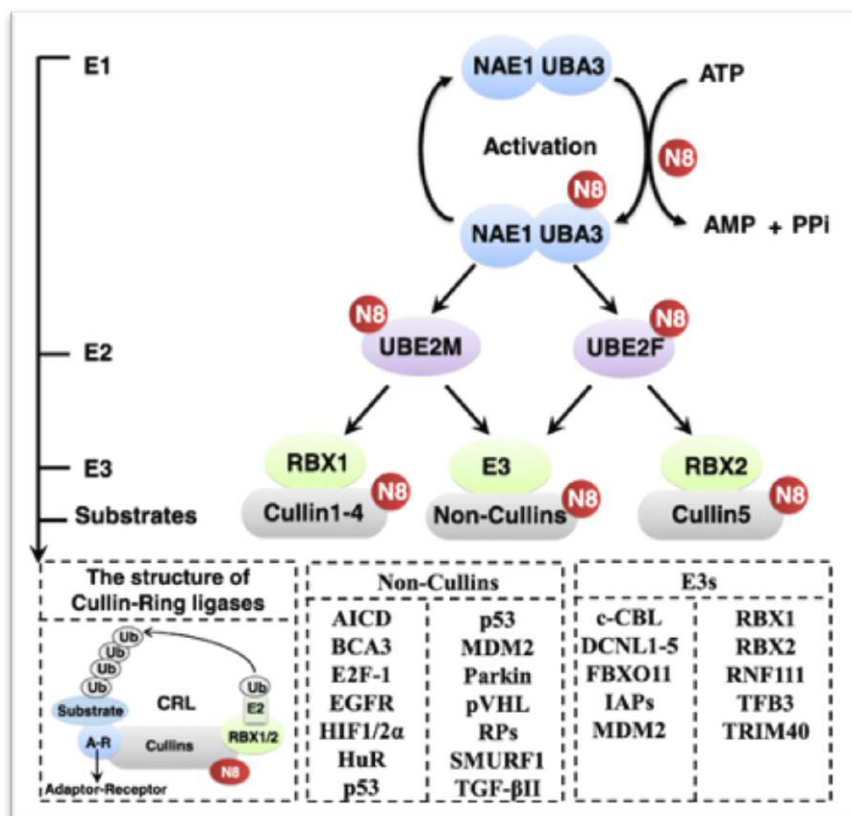 E1
NAE1 UBA3
ATP
Activation
N8
N8
NAE1 UBA3
AMP + PPi
N8
N8
UBE2M
UBE2F
E2
RBX1
E3
RBX2
E3
N8
N8
N8
Substrates
Cullin1-4
Non-Cullins
Cullin5
The structure of
Cullin-Ring ligases
Ub
Ub
Ub
Ub
Ub
Substrate
CRL
E2
A-R
Cullins
RBX1/2
N8
Adaptor-Receptor
Non-Cullins
AICD
BCA3
E2F-1
EGFR
HIF1/2α
HuR
p53
p53
MDM2
Parkin
pVHL
RPs
SMURF1
TGF-βII
E3s
c-CBL
DCNL1-5
FBXO11
IAPs
MDM2
RBX1
RBX2
RNF111
TFB3
TRIM40